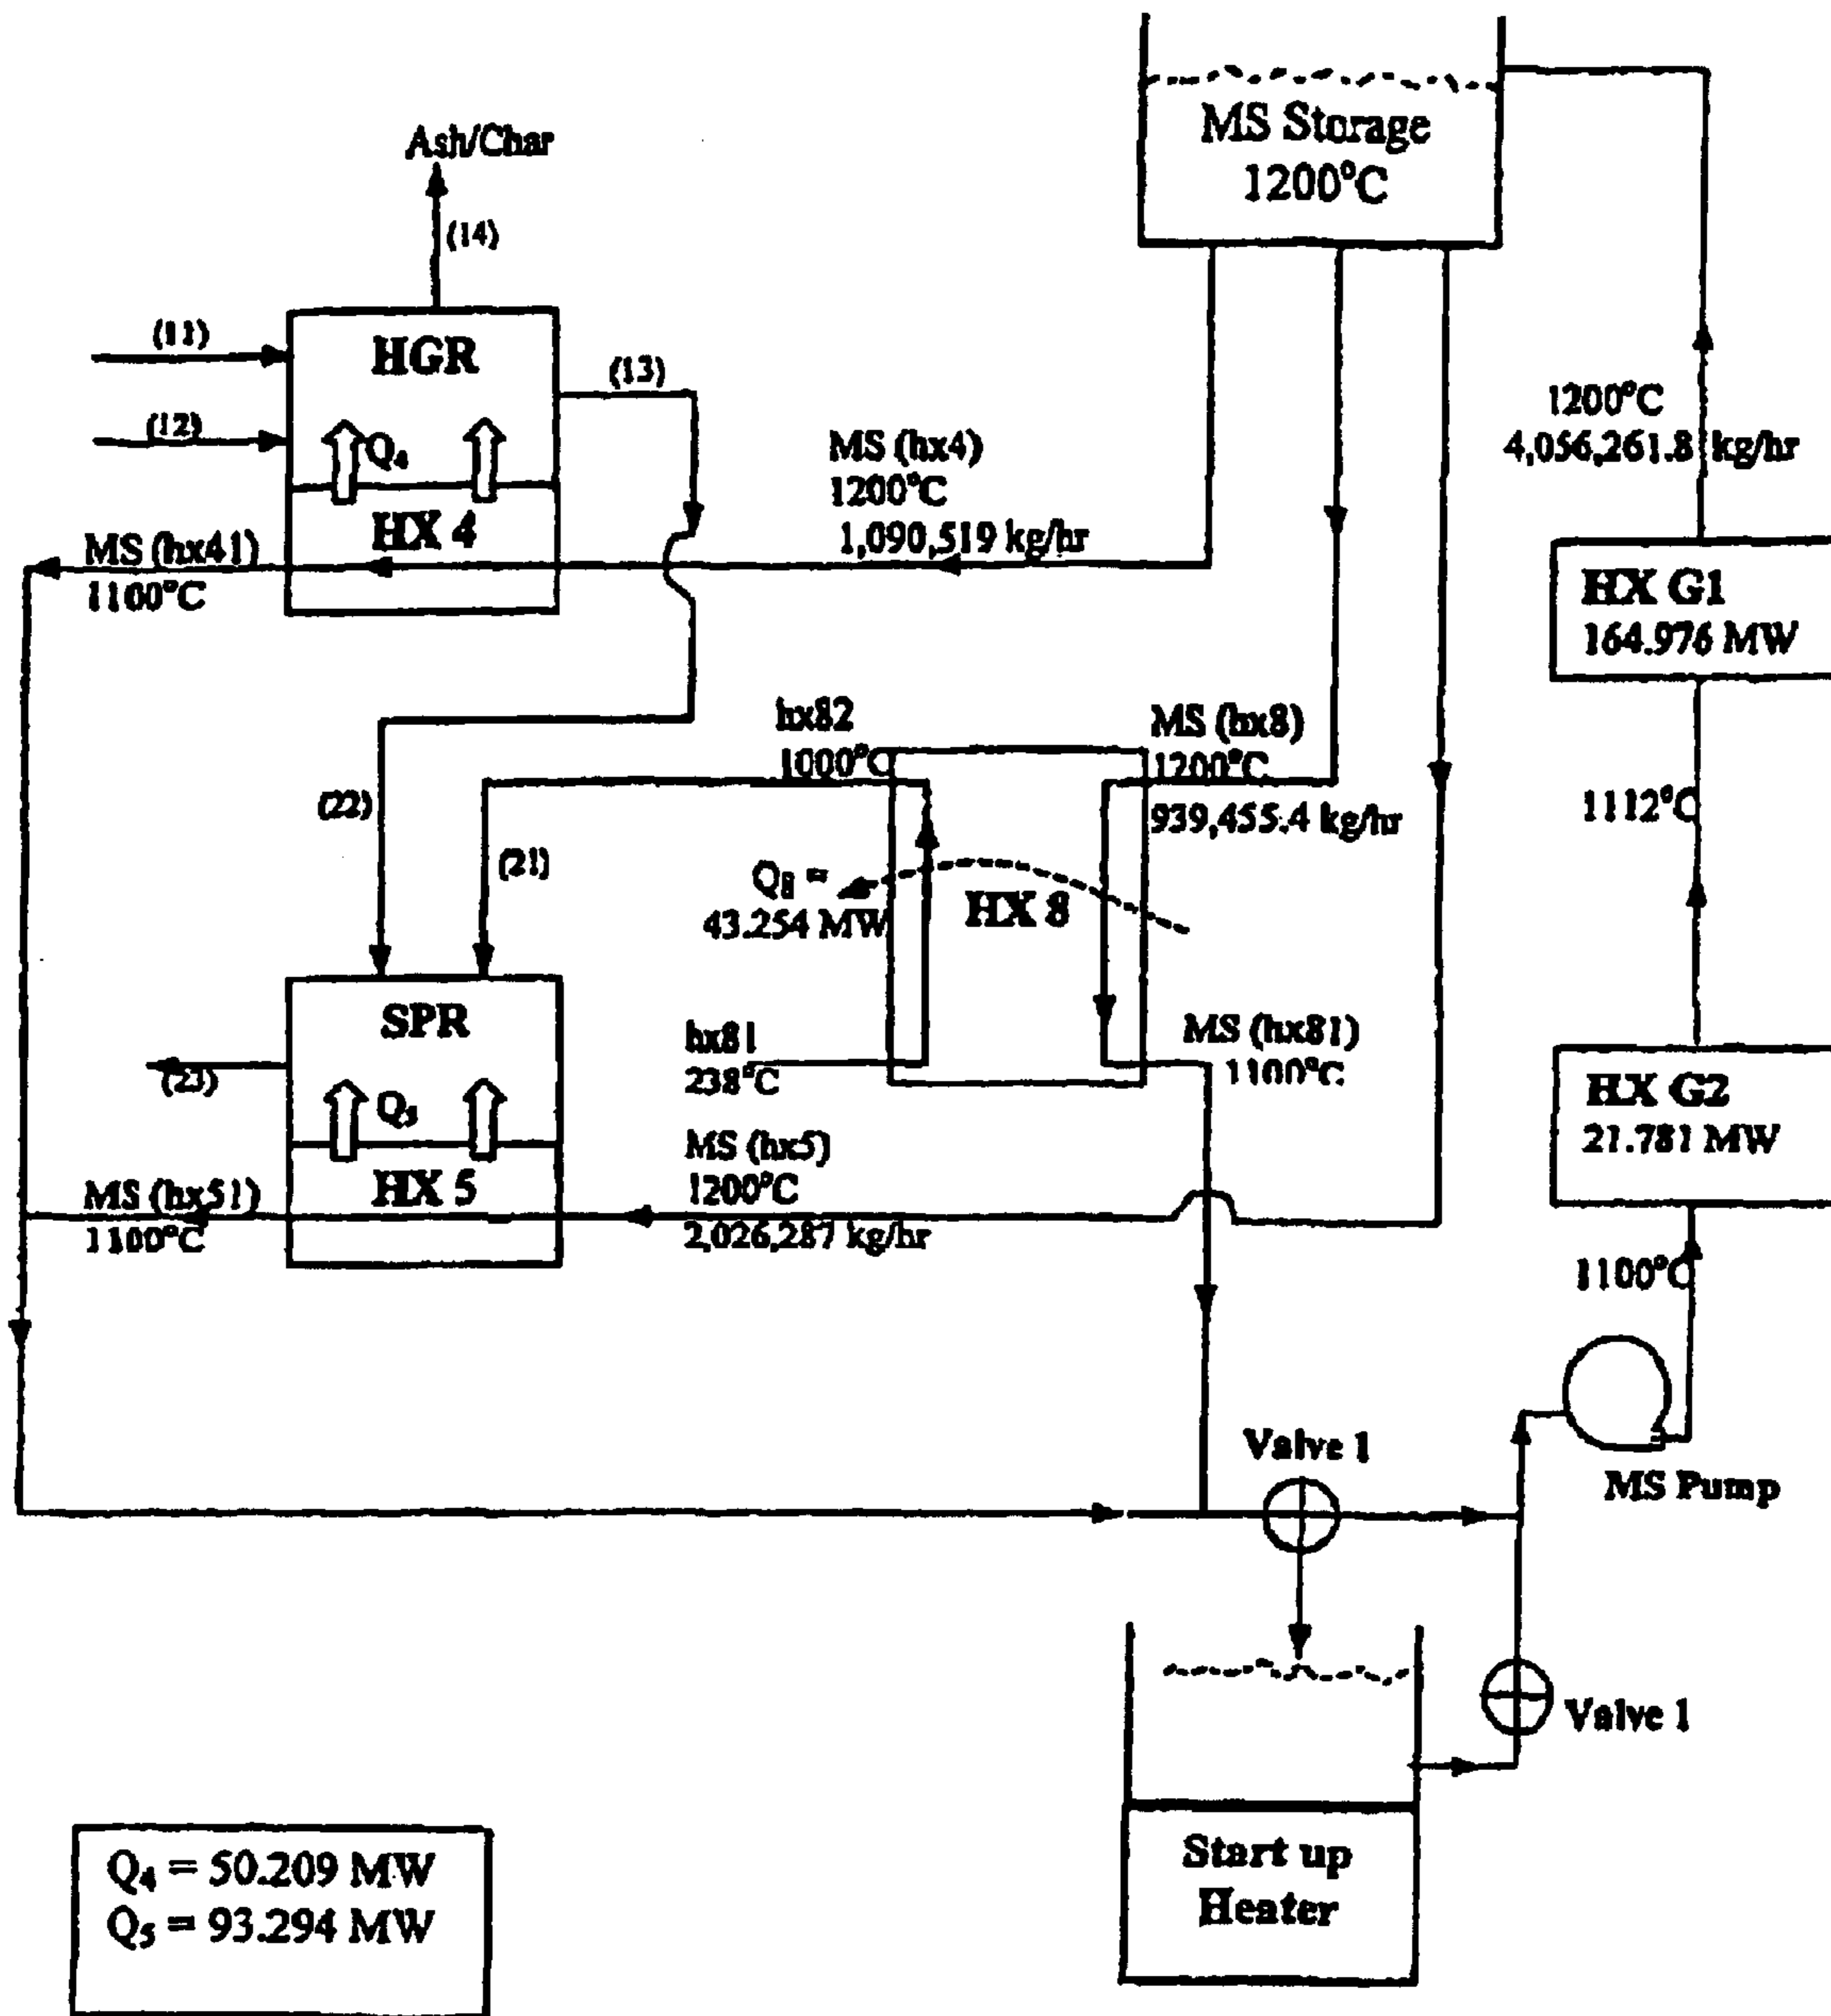 MS Storage
1200°C
Ash/Char
(14)
(11)
HGR
(13)
(12)
Q₄
HX 4
MS (hx4)
1200°C
1,090,519 kg/hr
1200°C
4,056,261.8 kg/hr
MS (hx41)
1100°C
HX G1
164.976 MW
hx82
1000°C
MS (hx8)
1200°C
939,455.4 kg/hr
1112°C
(22)
(21)
Q₈ =
43.254 MW
HX 8
SPR
hx81
238°C
MS (hx81)
1100°C
(23)
Q₅
HX G2
21.781 MW
MS (hx5)
1200°C
2,026,287 kg/hr
HX 5
MS (hx51)
1100°C
1100°C
Valve 1
MS Pump
Valve 1
Start up
Heater
Q₄ = 50.209 MW
Q₅ = 93.294 MW